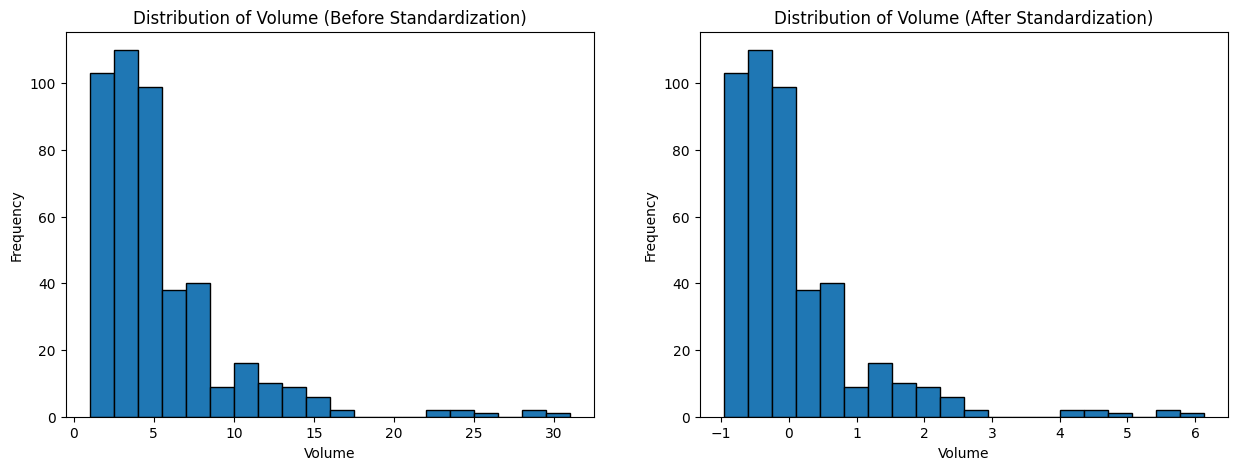 Distribution of Volume (Before Standardization)
Frequency
100
80
60
40
20
0
0 5 10 15 20 25 30
Volume
Distribution of Volume (After Standardization)
Frequency
100
80
60
40
20
0
−1 0 1 2 3 4 5 6
Volume